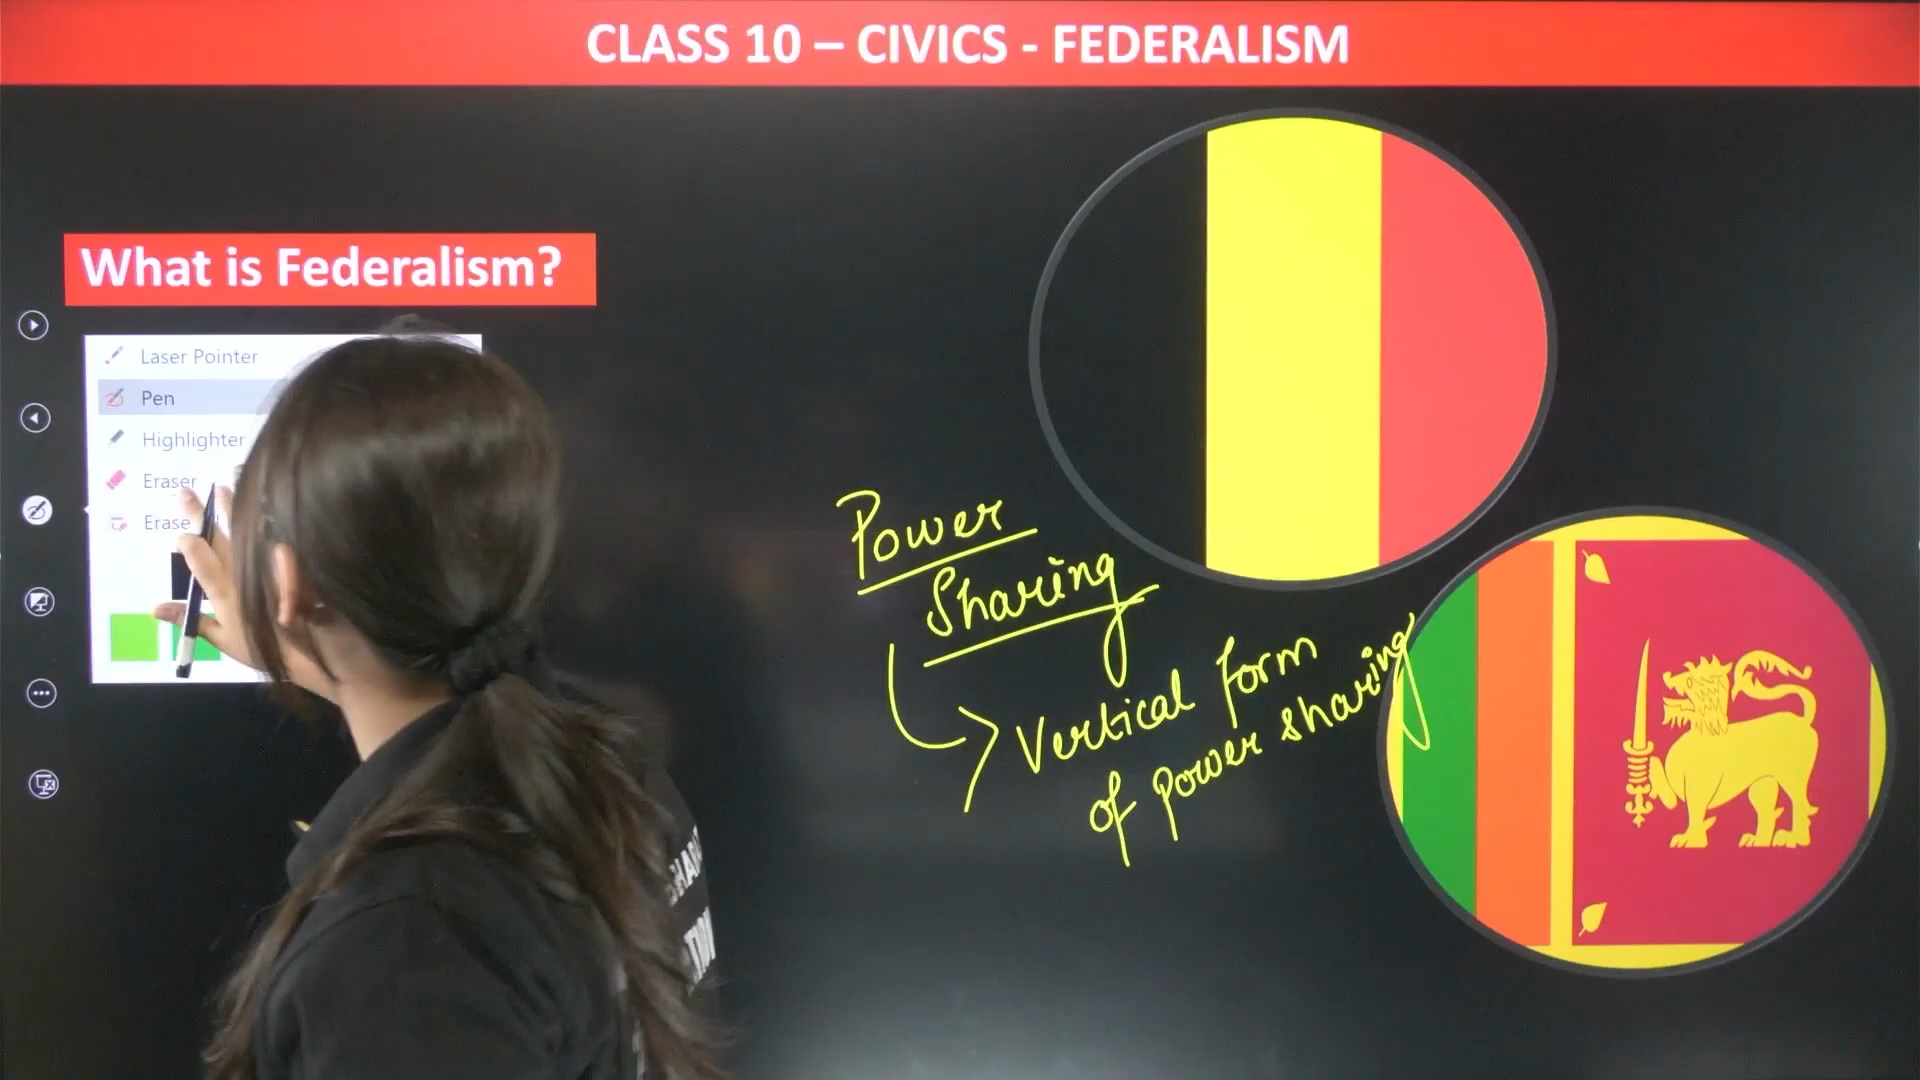 CLASS 10 – CIVICS - FEDERALISM
What is Federalism?
Laser Pointer
Pen
Highlighter
Eraser
Erase
Power
Sharing
Vertical form
of power sharing